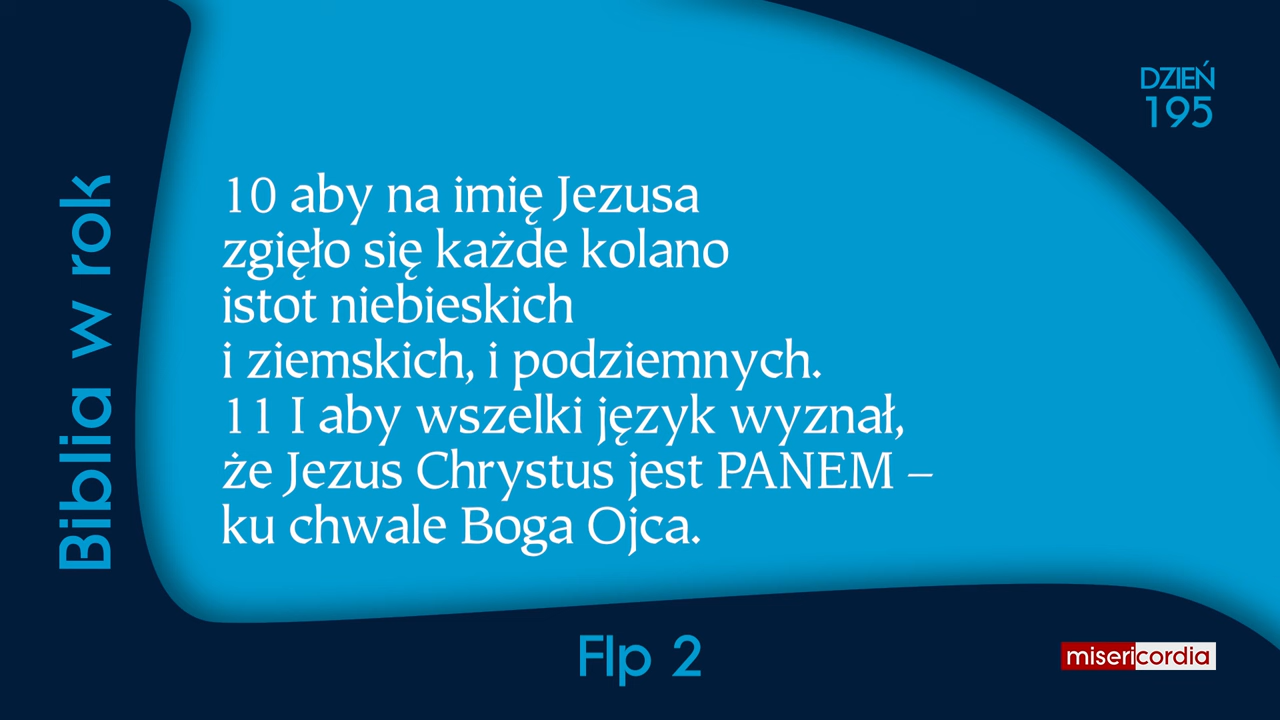 DZIEŃ
195
Biblia w rok
10 aby na imię Jezusa
zgięło się każde kolano
istot niebieskich
i ziemskich, i podziemnych.
11 I aby wszelki język wyznał,
że Jezus Chrystus jest PANEM –
ku chwale Boga Ojca.
Flp 2
misericordia